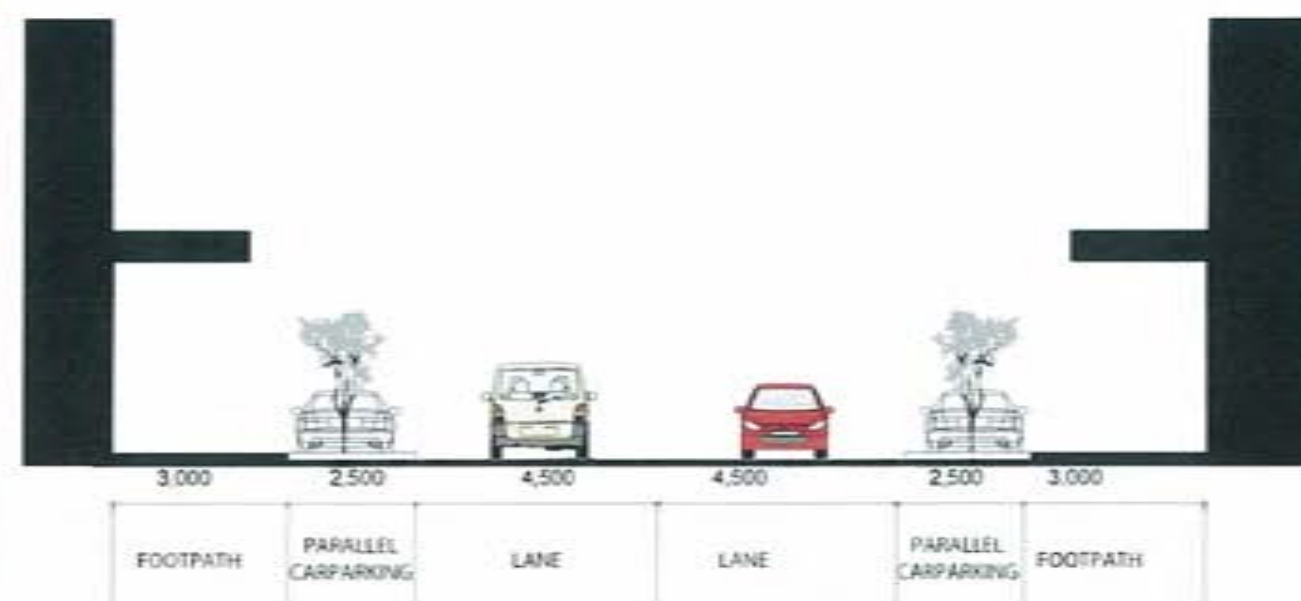 3,000 2,500 4,500 4,500 2,500 3,000
FOOTPATH PARALLEL CARPARKING LANE LANE PARALLEL CARPARKING FOOTPATH